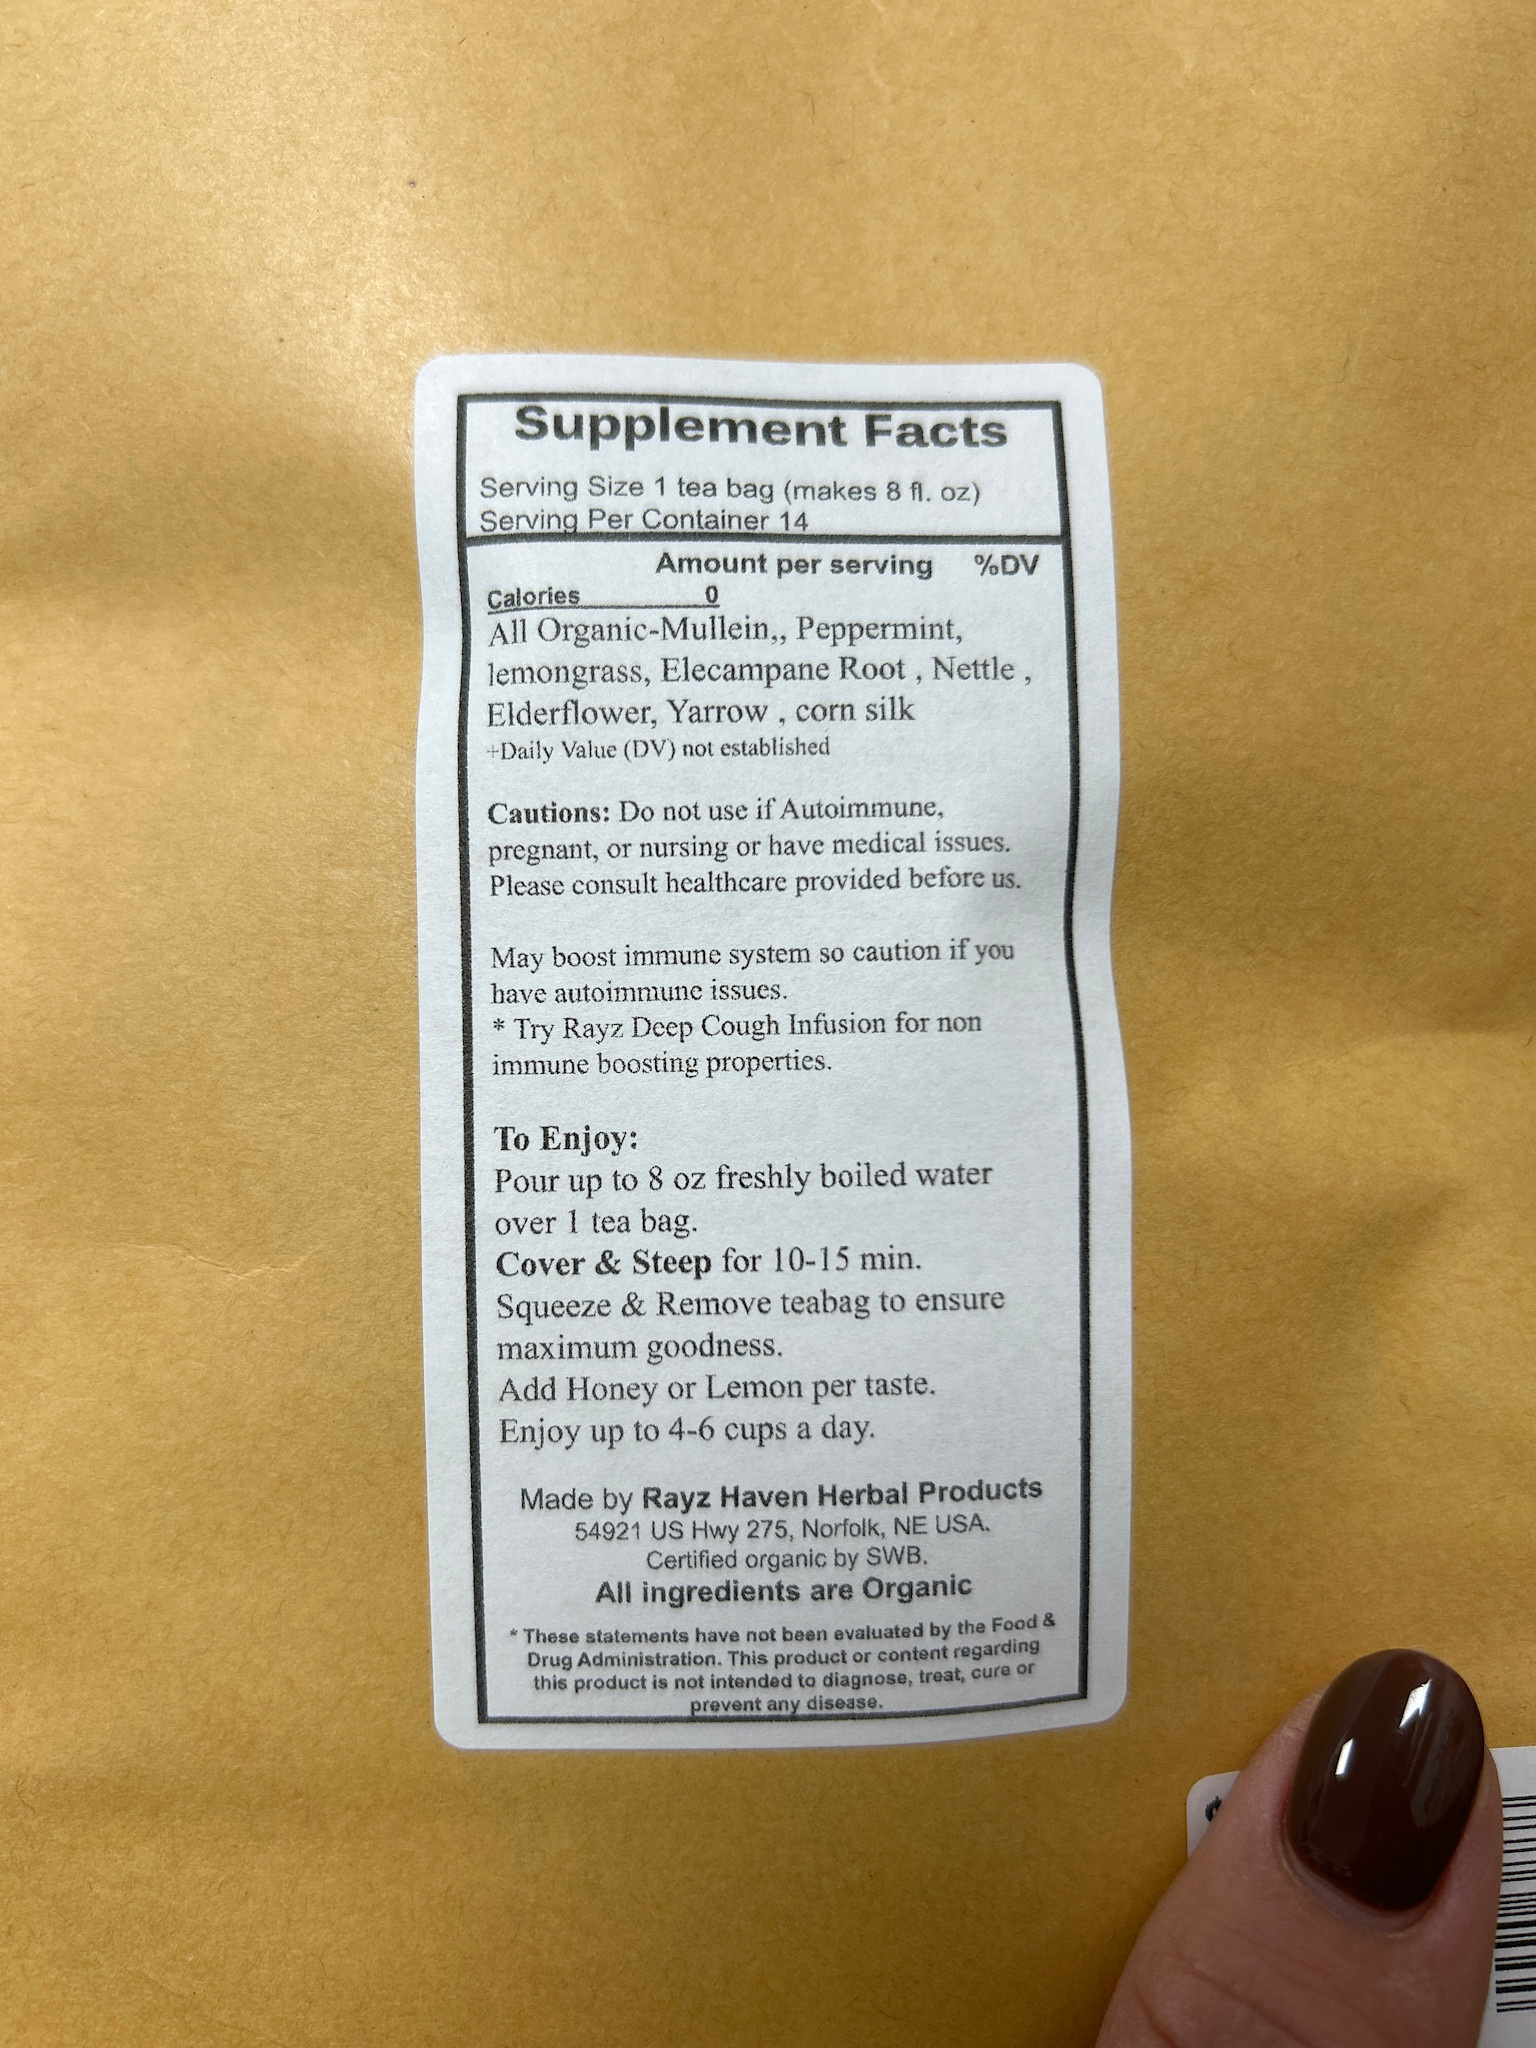 Supplement Facts
Serving Size 1 tea bag (makes 8 fl. oz)
Serving Per Container 14
Amount per serving %DV
Calories 0
All Organic-Mullein,, Peppermint,
lemongrass, Elecampane Root , Nettle ,
Elderflower, Yarrow , corn silk
+Daily Value (DV) not established
Cautions: Do not use if Autoimmune,
pregnant, or nursing or have medical issues.
Please consult healthcare provided before us.
May boost immune system so caution if you
have autoimmune issues.
* Try Rayz Deep Cough Infusion for non
immune boosting properties.
To Enjoy:
Pour up to 8 oz freshly boiled water
over 1 tea bag.
Cover & Steep for 10-15 min.
Squeeze & Remove teabag to ensure
maximum goodness.
Add Honey or Lemon per taste.
Enjoy up to 4-6 cups a day.
Made by Rayz Haven Herbal Products
54921 US Hwy 275, Norfolk, NE USA.
Certified organic by SWB.
All ingredients are Organic
* These statements have not been evaluated by the Food &
Drug Administration. This product or content regarding
this product is not intended to diagnose, treat, cure or
prevent any disease.